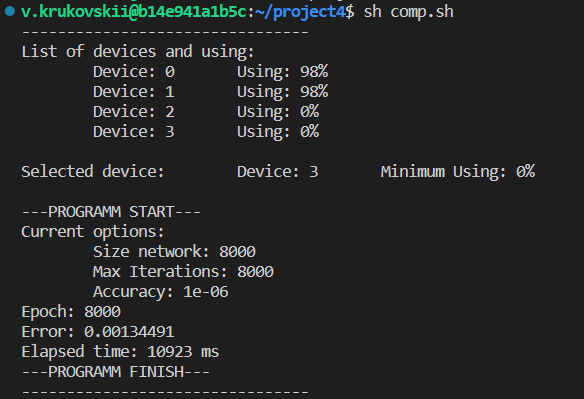 v.krukovskii@b14e941a1b5c:~/project4$ sh comp.sh
--------------------------------
List of devices and using:
        Device: 0       Using: 98%
        Device: 1       Using: 98%
        Device: 2       Using: 0%
        Device: 3       Using: 0%

Selected device:        Device: 3       Minimum Using: 0%

---PROGRAMM START---
Current options:
        Size network: 8000
        Max Iterations: 8000
        Accuracy: 1e-06
Epoch: 8000
Error: 0.00134491
Elapsed time: 10923 ms
---PROGRAMM FINISH---
--------------------------------